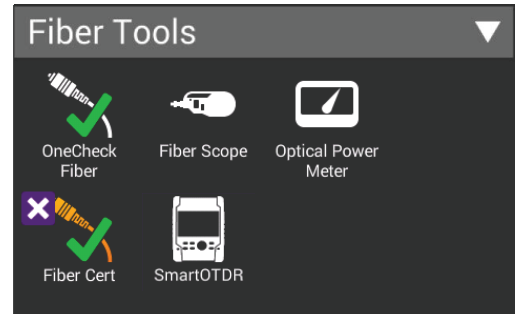 Fiber Tools
OneCheck
Fiber
Fiber Scope
Optical Power
Meter
Fiber Cert
SmartOTDR